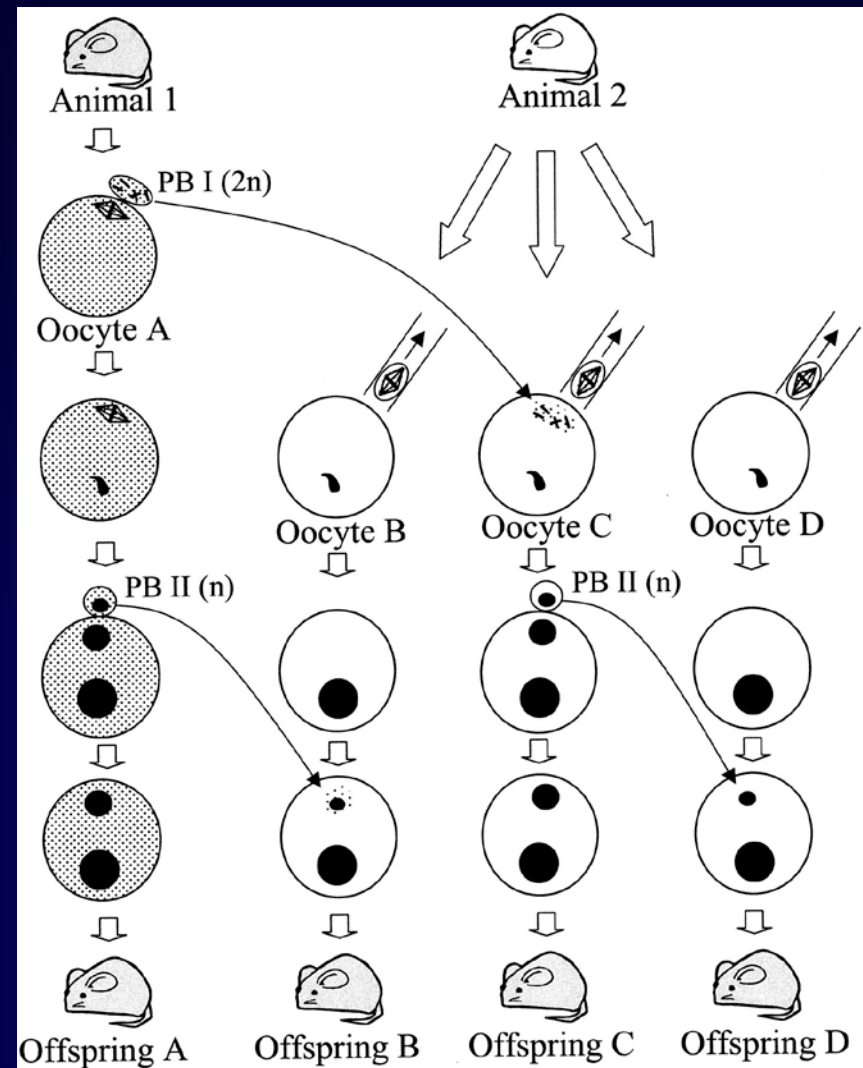 Animal 1
Animal 2
PB I (2n)
Oocyte A
Oocyte B
Oocyte C
Oocyte D
PB II (n)
PB II (n)
Offspring A
Offspring B
Offspring C
Offspring D